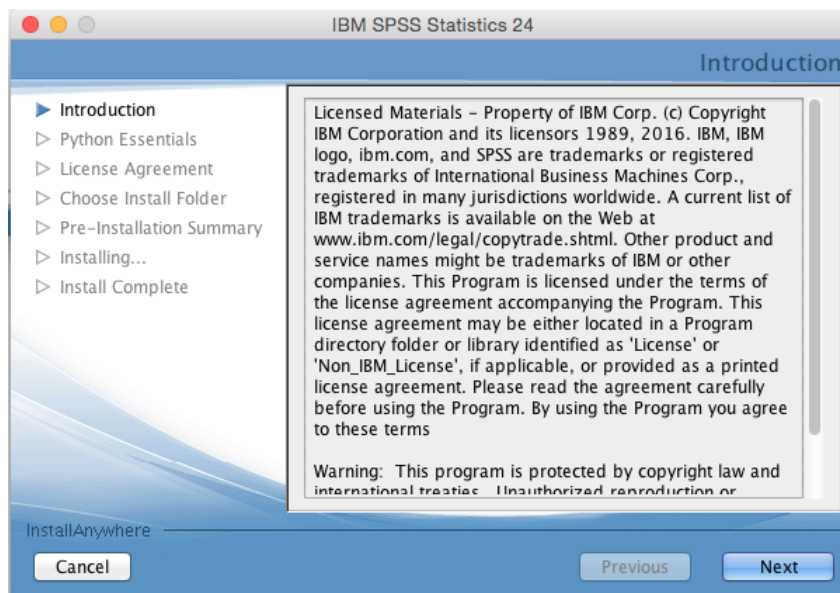 IBM SPSS Statistics 24
Introduction
Introduction
Python Essentials
License Agreement
Choose Install Folder
Pre-Installation Summary
Installing...
Install Complete
Licensed Materials – Property of IBM Corp. (c) Copyright
IBM Corporation and its licensors 1989, 2016. IBM, IBM
logo, ibm.com, and SPSS are trademarks or registered
trademarks of International Business Machines Corp.,
registered in many jurisdictions worldwide. A current list of
IBM trademarks is available on the Web at
www.ibm.com/legal/copytrade.shtml. Other product and
service names might be trademarks of IBM or other
companies. This Program is licensed under the terms of
the license agreement accompanying the Program. This
license agreement may be either located in a Program
directory folder or library identified as 'License' or
'Non_IBM_License', if applicable, or provided as a printed
license agreement. Please read the agreement carefully
before using the Program. By using the Program you agree
to these terms
Warning:  This program is protected by copyright law and
international treaties.  Unauthorized reproduction or
InstallAnywhere
Cancel
Previous
Next